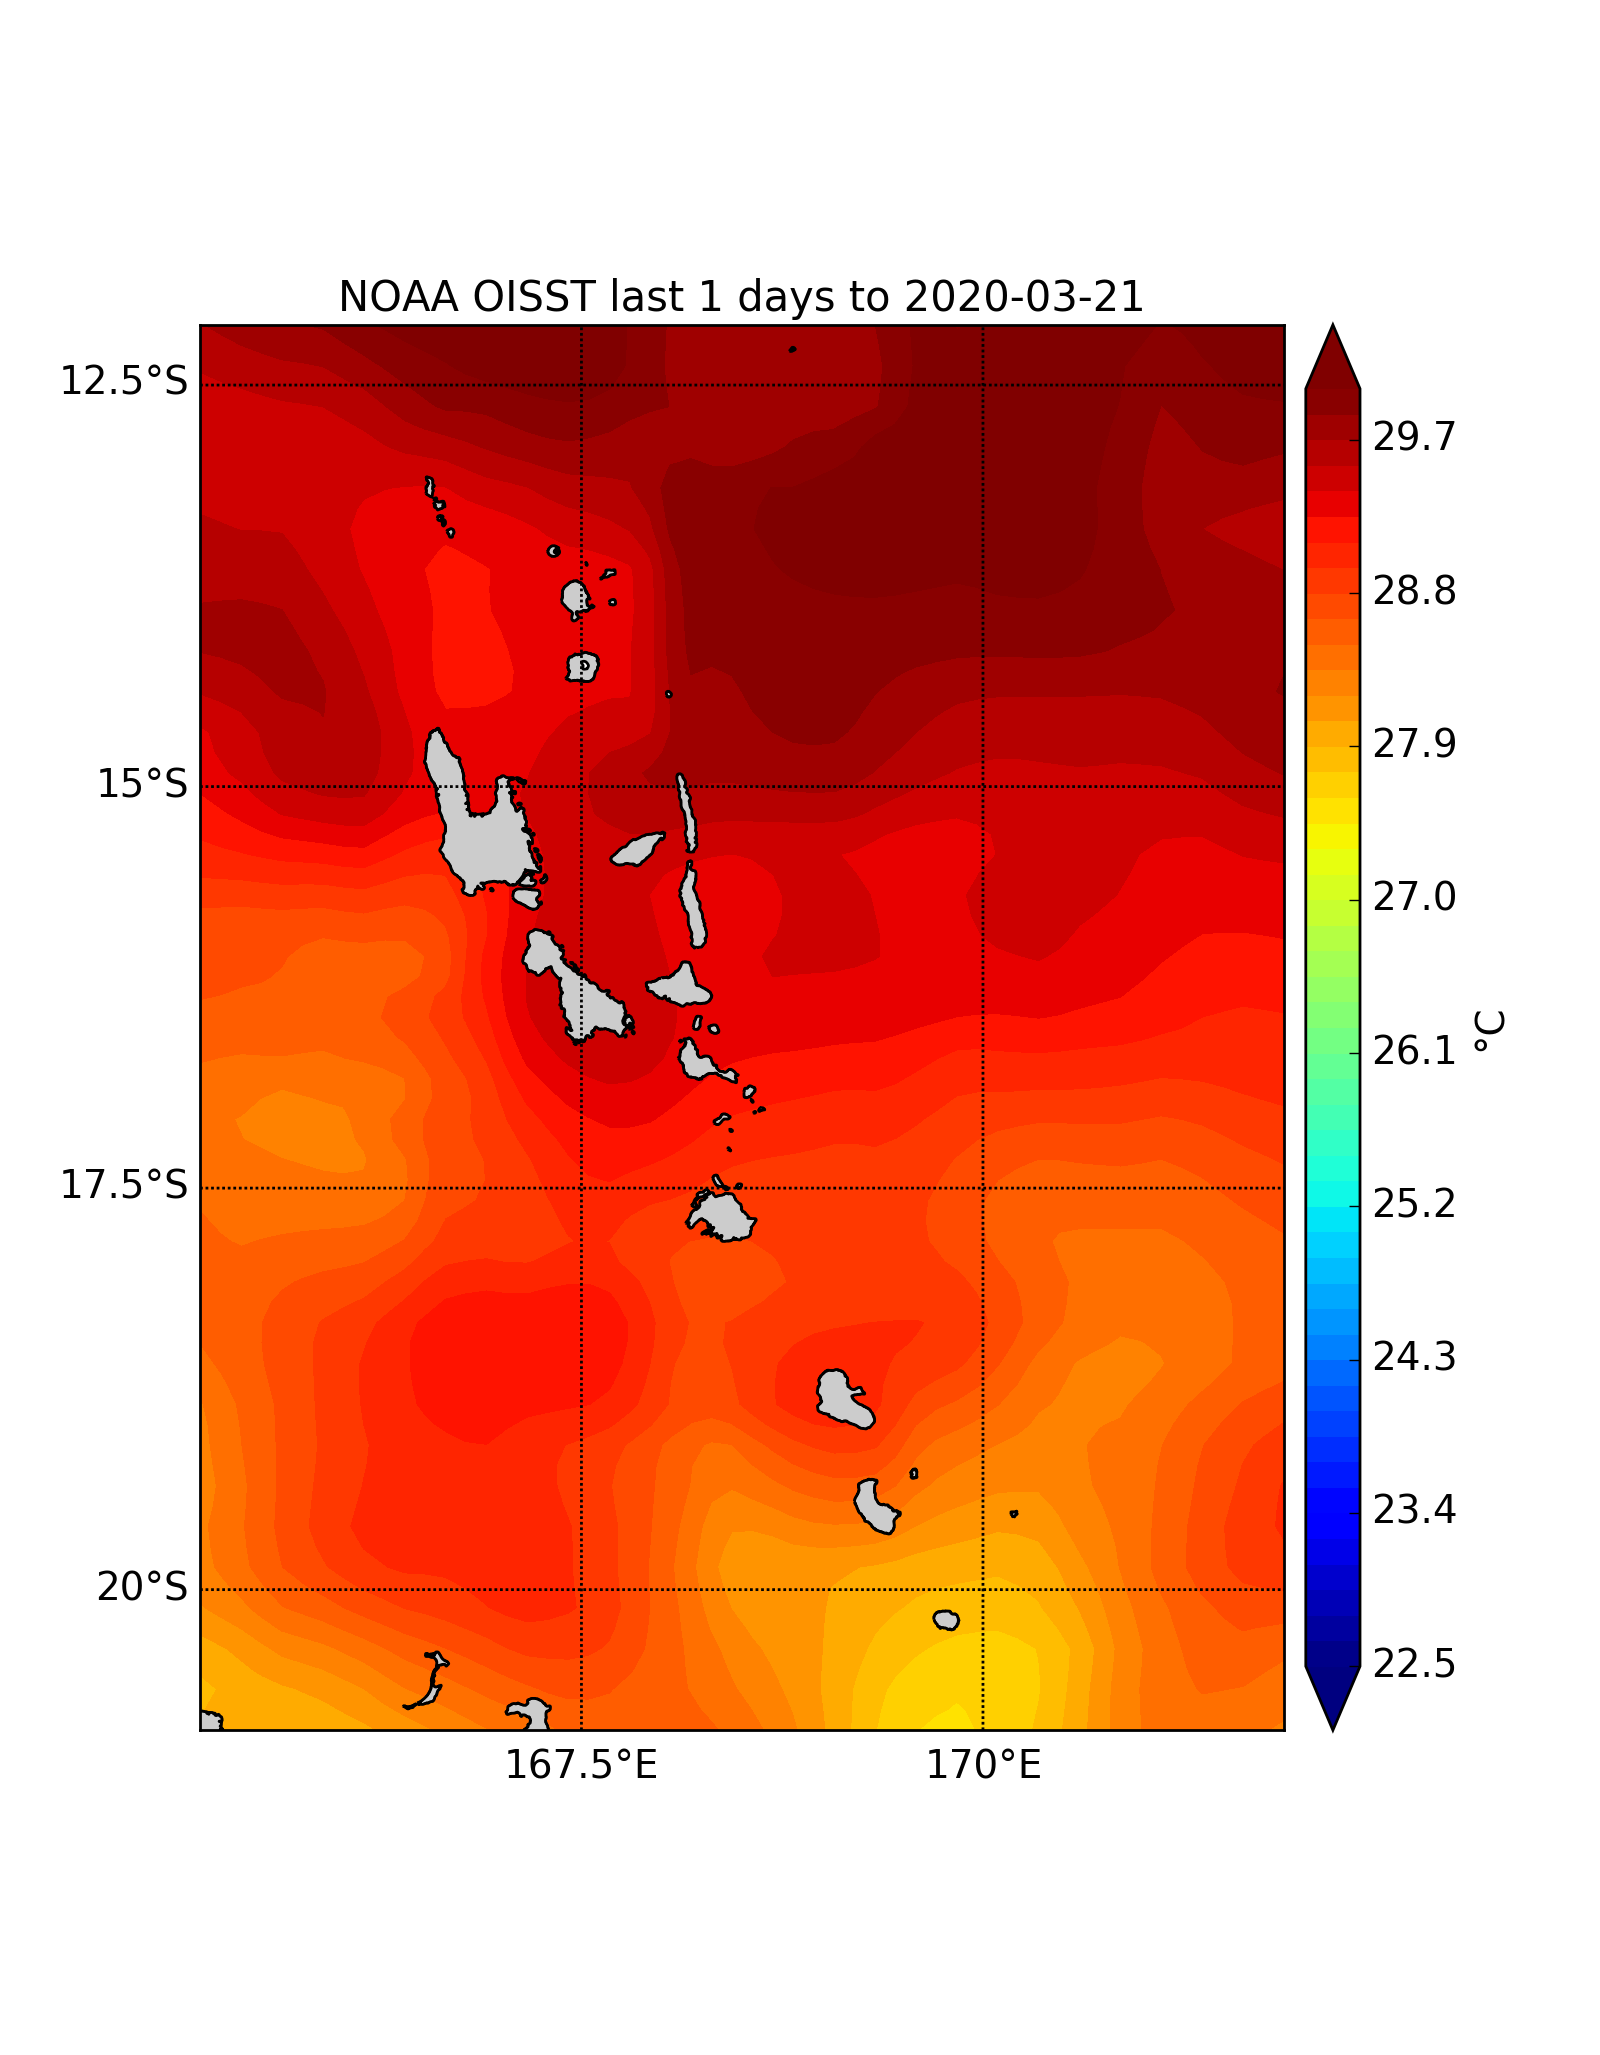 NOAA OISST last 1 days to 2020-03-21
12.5°S
15°S
17.5°S
20°S
167.5°E
170°E
29.7
28.8
27.9
27.0
26.1
25.2
24.3
23.4
22.5
°C